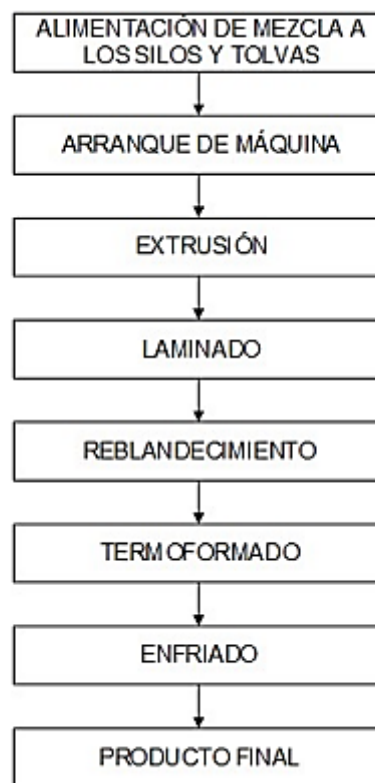 ALIMENTACIÓN DE MEZCLA A
LOS SILOS Y TOLVAS
ARRANQUE DE MÁQUINA
EXTRUSIÓN
LAMINADO
REBLANDECIMIENTO
TERMOFORMADO
ENFRIADO
PRODUCTO FINAL